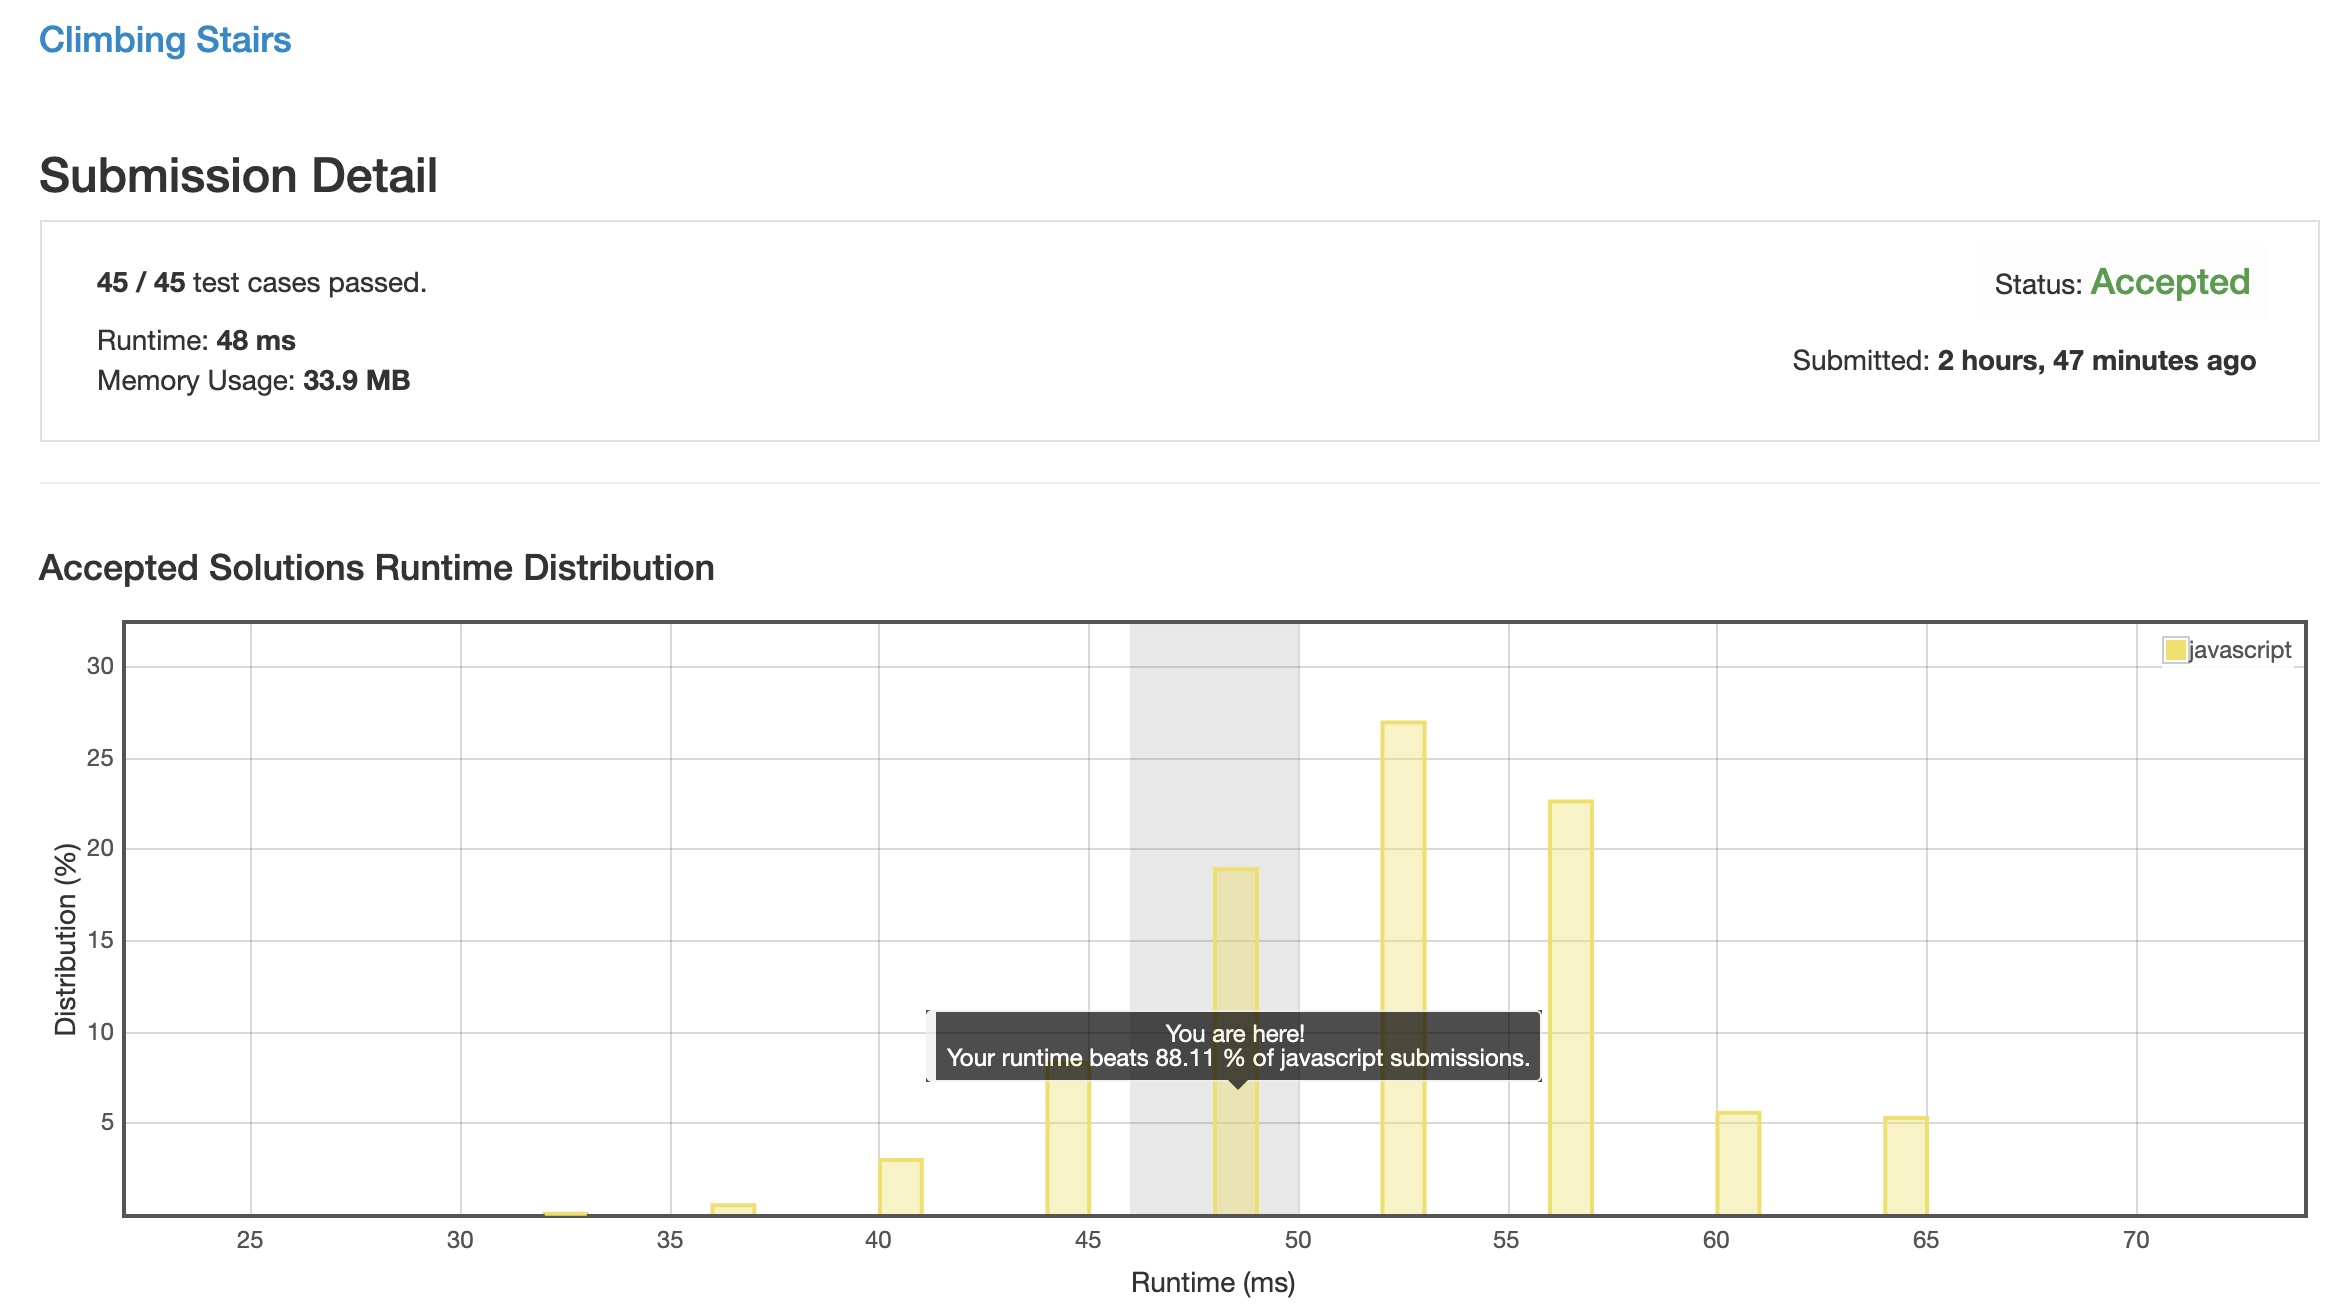 Climbing Stairs
Submission Detail
45 / 45 test cases passed.
Status: Accepted
Runtime: 48 ms
Memory Usage: 33.9 MB
Submitted: 2 hours, 47 minutes ago
Accepted Solutions Runtime Distribution
javascript
30
25
20
15
10
5
Distribution (%)
You are here!
Your runtime beats 88.11 % of javascript submissions.
25 30 35 40 45 50 55 60 65 70
Runtime (ms)